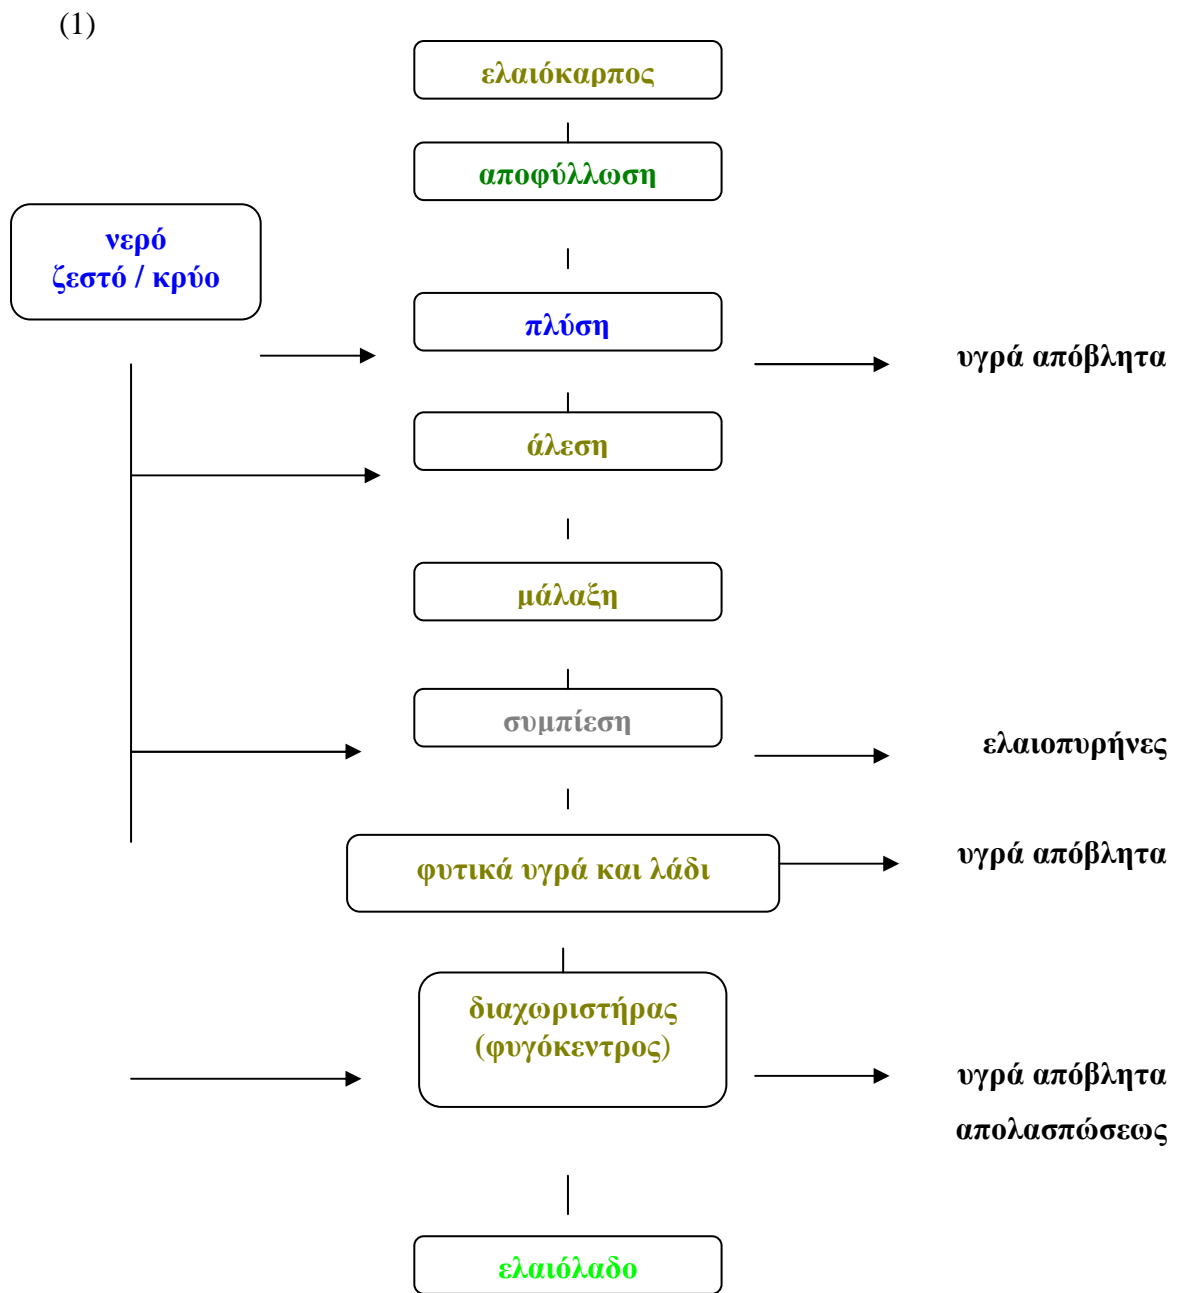 (1)
ελαιόκαρπος
αποφύλλωση
νερό
ζεστό / κρύο
πλύση
υγρά απόβλητα
άλεση
μάλαξη
συμπίεση
ελαιοπυρήνες
φυτικά υγρά και λάδι
υγρά απόβλητα
διαχωριστήρας
(φυγόκεντρος)
υγρά απόβλητα
απολασπώσεως
ελαιόλαδο